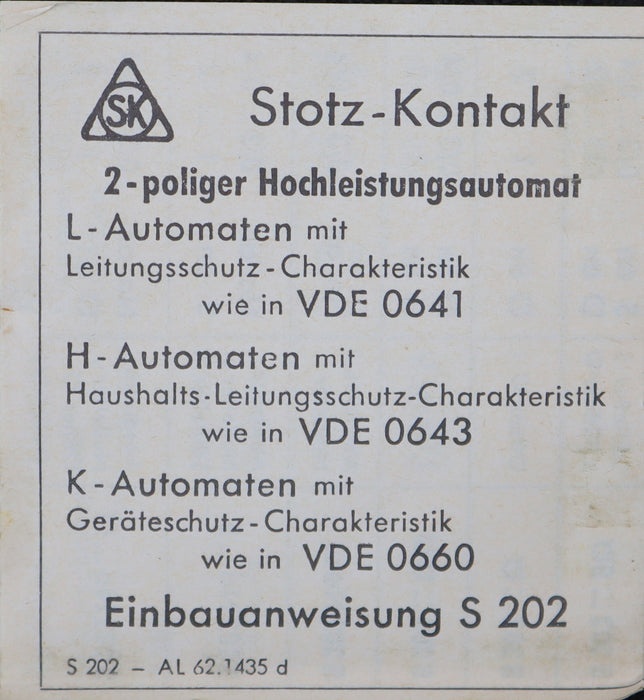 SK
Stotz-Kontakt
2-poliger Hochleistungsautomat
L-Automaten mit
Leitungsschutz-Charakteristik
wie in VDE 0641
H-Automaten mit
Haushalts-Leitungsschutz-Charakteristik
wie in VDE 0643
K-Automaten mit
Geräteschutz-Charakteristik
wie in VDE 0660
Einbauanweisung S 202
S 202 – AL 62.1435 d